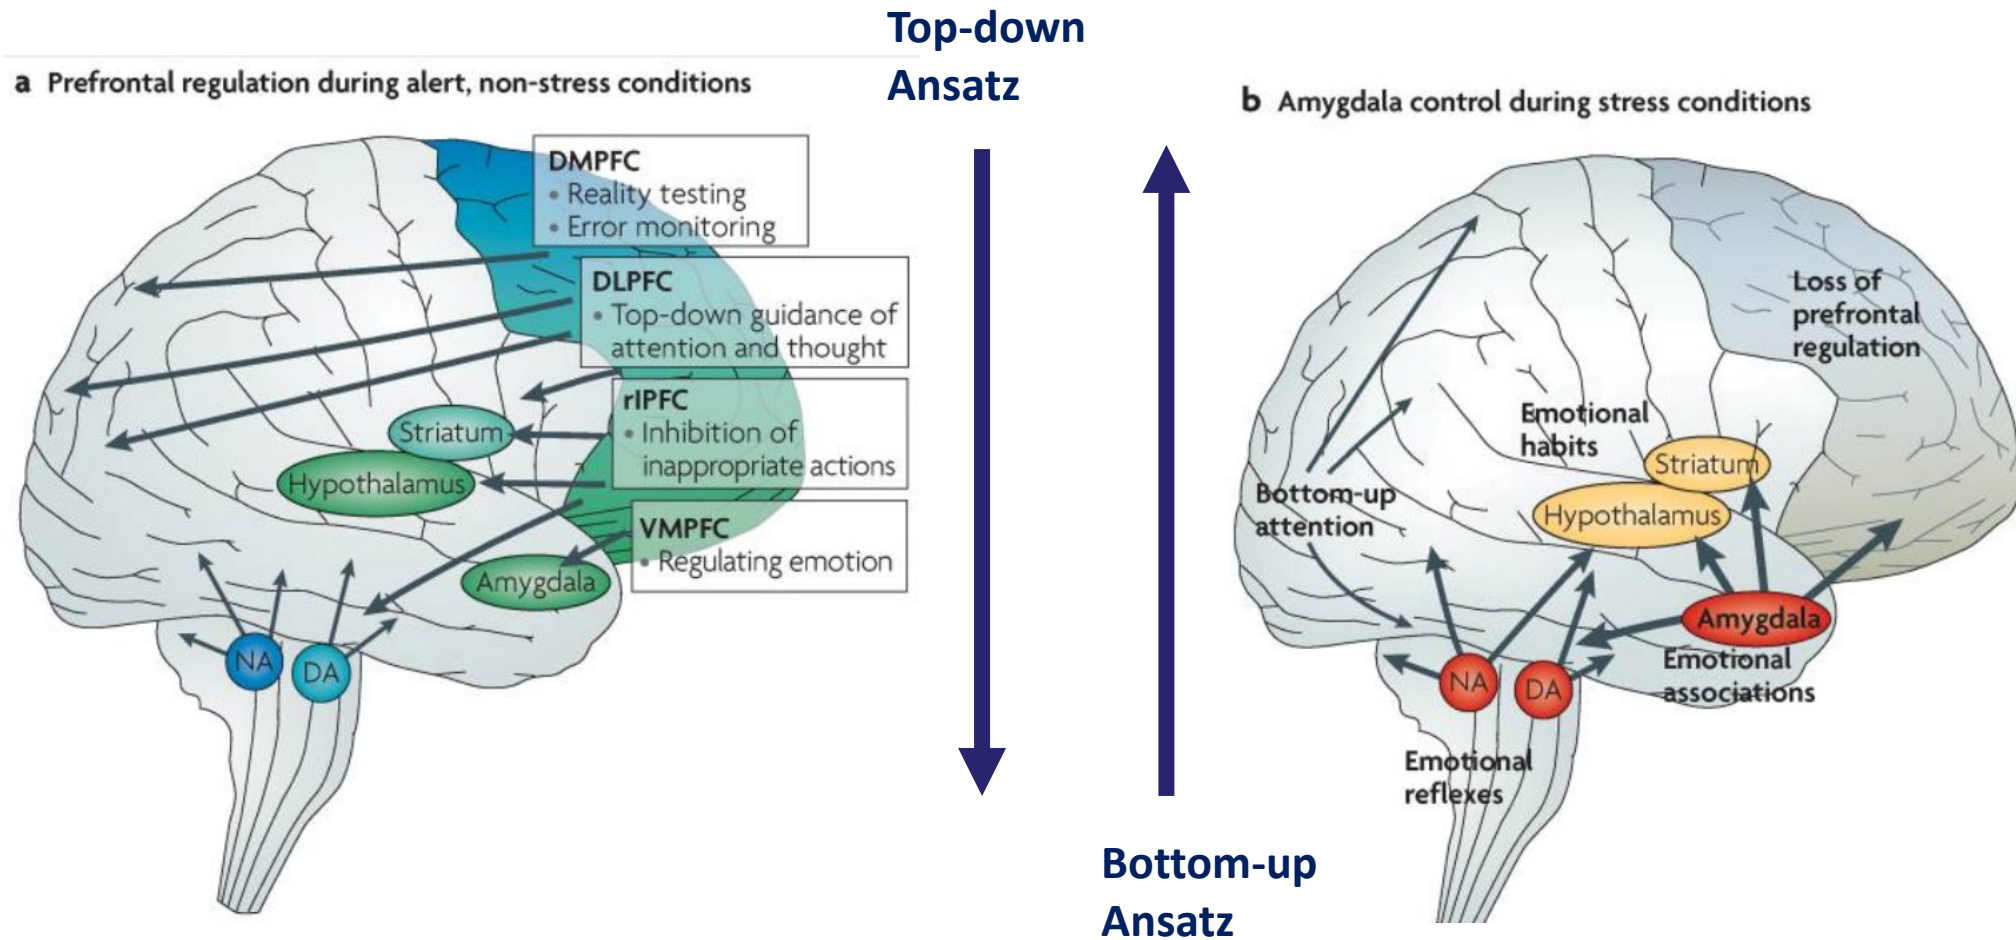 Top-down
Ansatz
a Prefrontal regulation during alert, non-stress conditions
DMPFC
• Reality testing
• Error monitoring
DLPFC
• Top-down guidance of
attention and thought
rlPFC
• Inhibition of
inappropriate actions
VMPFC
• Regulating emotion
Striatum
Hypothalamus
Amygdala
NA
DA
b Amygdala control during stress conditions
Loss of
prefrontal
regulation
Emotional
habits
Striatum
Bottom-up
attention
Hypothalamus
Amygdala
Emotional
associations
NA
DA
Emotional
reflexes
Bottom-up
Ansatz